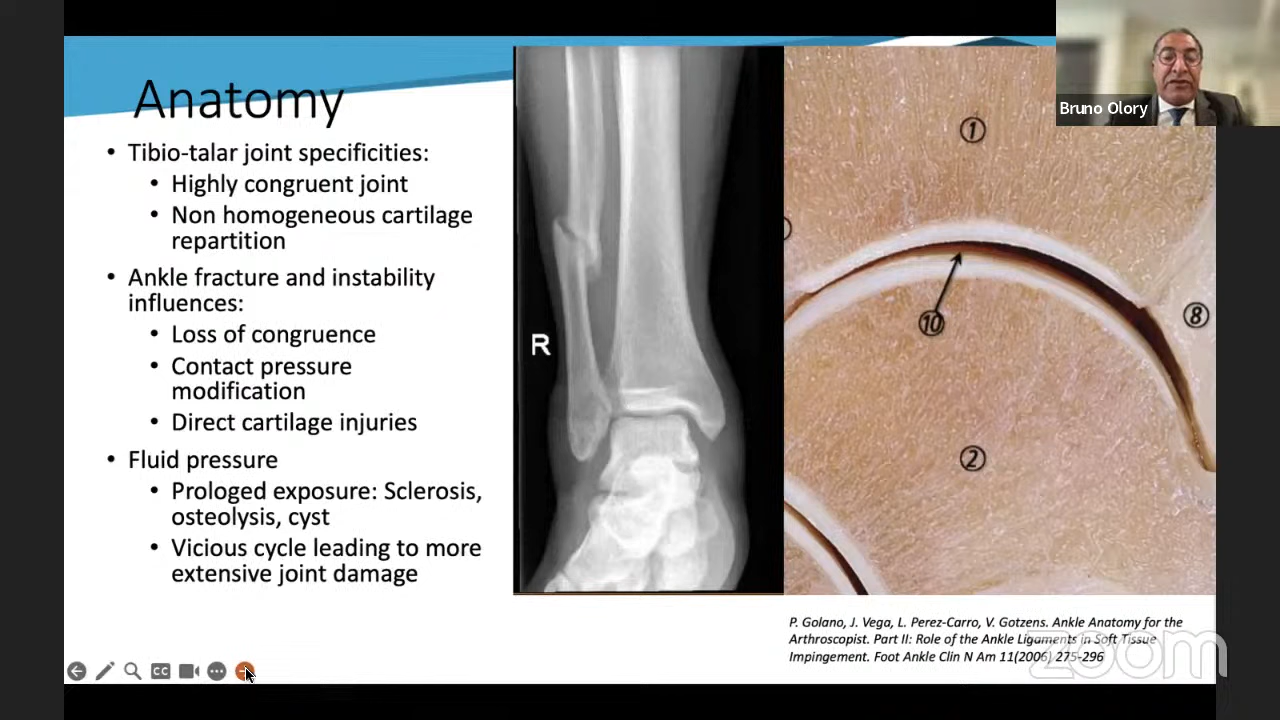 Anatomy
• Tibio-talar joint specificities:
• Highly congruent joint
• Non homogeneous cartilage
repartition
• Ankle fracture and instability
influences:
• Loss of congruence
• Contact pressure
modification
• Direct cartilage injuries
• Fluid pressure
• Prologed exposure: Sclerosis,
osteolysis, cyst
• Vicious cycle leading to more
extensive joint damage
R
1
10
8
2
Bruno Olory
P. Golano, J. Vega, L. Perez-Carro, V. Gotzens. Ankle Anatomy for the
Arthroscopist. Part II: Role of the Ankle Ligaments in Soft Tissue
Impingement. Foot Ankle Clin N Am 11(2006) 275-296
zoom
CC